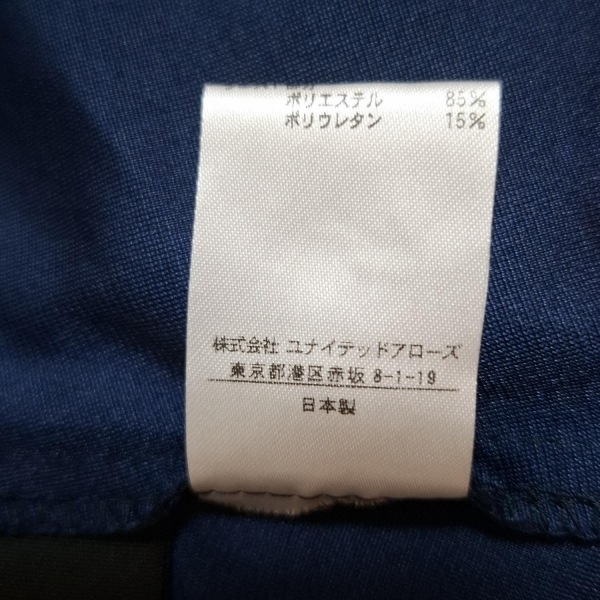 ポリエステル 85%
ポリウレタン 15%
株式会社 ユナイテッドアローズ
東京都港区赤坂 8-1-19
日本製